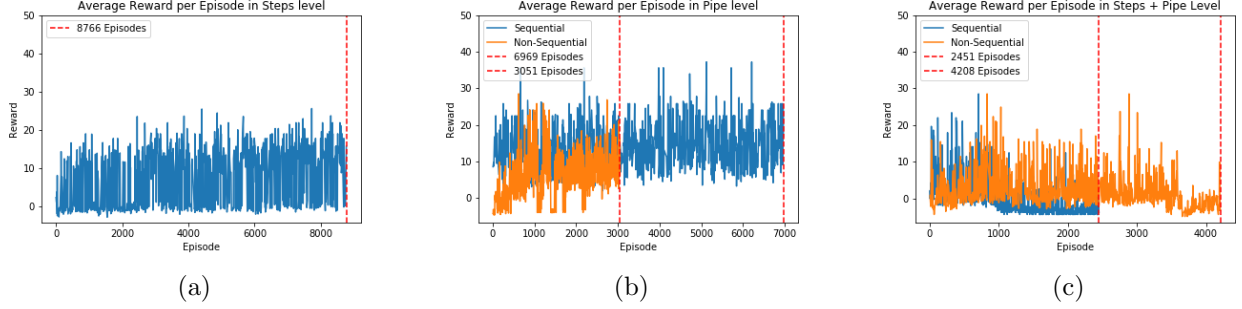 Average Reward per Episode in Steps level
50
40
30
20
10
0
Reward
8766 Episodes
0 2000 4000 6000 8000
Episode
(a)
Average Reward per Episode in Pipe level
50
40
30
20
10
0
Reward
Sequential
Non-Sequential
6969 Episodes
3051 Episodes
0 1000 2000 3000 4000 5000 6000 7000
Episode
(b)
Average Reward per Episode in Steps + Pipe Level
50
40
30
20
10
0
Reward
Sequential
Non-Sequential
2451 Episodes
4208 Episodes
0 1000 2000 3000 4000
Episode
(c)